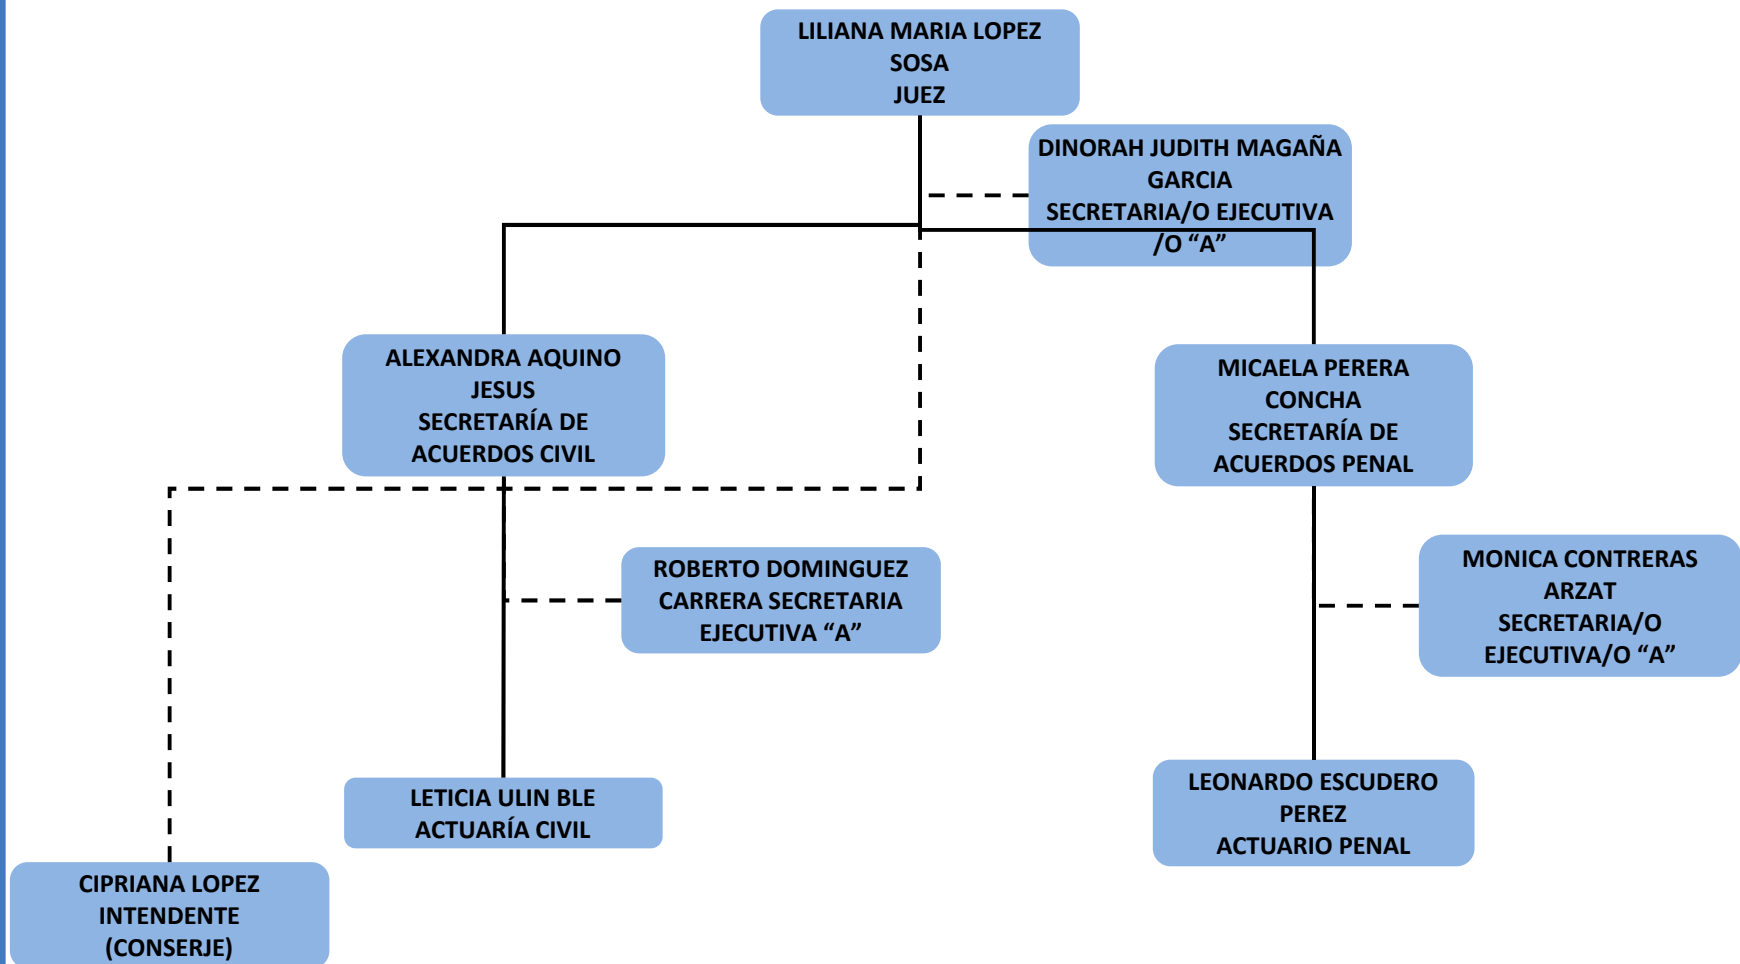 LILIANA MARIA LOPEZ
SOSA
JUEZ
DINORAH JUDITH MAGAÑA
GARCIA
SECRETARIA/O EJECUTIVA
/O “A”
ALEXANDRA AQUINO
JESUS
SECRETARÍA DE
ACUERDOS CIVIL
MICAELA PERERA
CONCHA
SECRETARÍA DE
ACUERDOS PENAL
ROBERTO DOMINGUEZ
CARRERA SECRETARIA
EJECUTIVA “A”
MONICA CONTRERAS
ARZAT
SECRETARIA/O
EJECUTIVA/O “A”
LETICIA ULIN BLE
ACTUARÍA CIVIL
LEONARDO ESCUDERO
PEREZ
ACTUARIO PENAL
CIPRIANA LOPEZ
INTENDENTE
(CONSERJE)